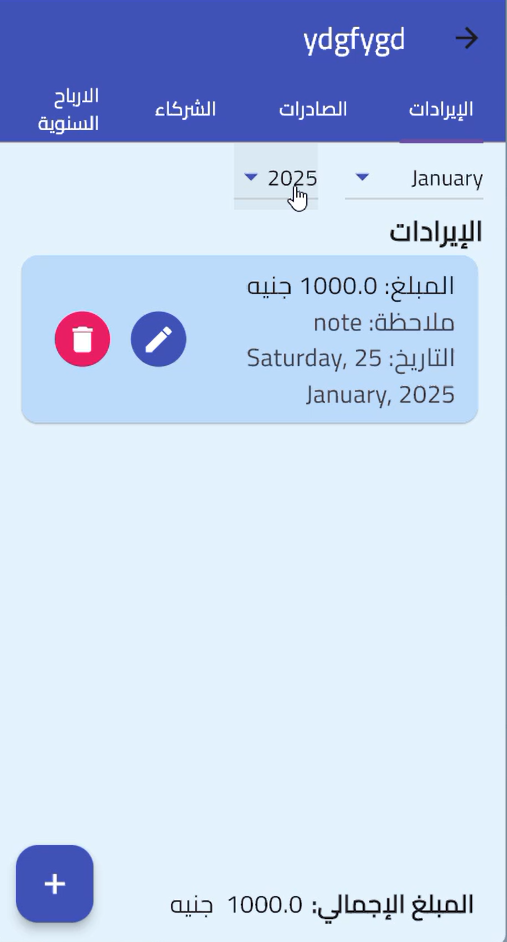 ydgfygd
الإيرادات
الصادرات
الشركاء
الارباح
السنوية
January
2025
الإيرادات
المبلغ: 1000.0 جنيه
ملاحظة: note
التاريخ: Saturday, 25
January, 2025
المبلغ الإجمالي: 1000.0 جنيه